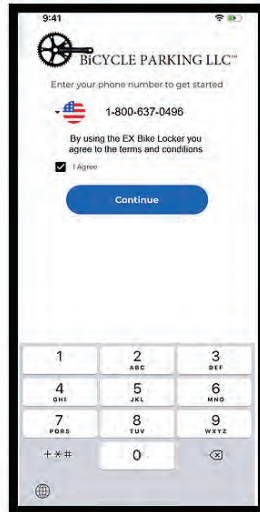 9:41
BiCYCLE PARKING LLC™
Enter your phone number to get started
1-800-637-0496
By using the EX Bike Locker you
agree to the terms and conditions
I Agree
Continue
1 2 3
ABC DEF
4 5 6
GHI JKL MNO
7 8 9
PQRS TUV WXYZ
+*# 0